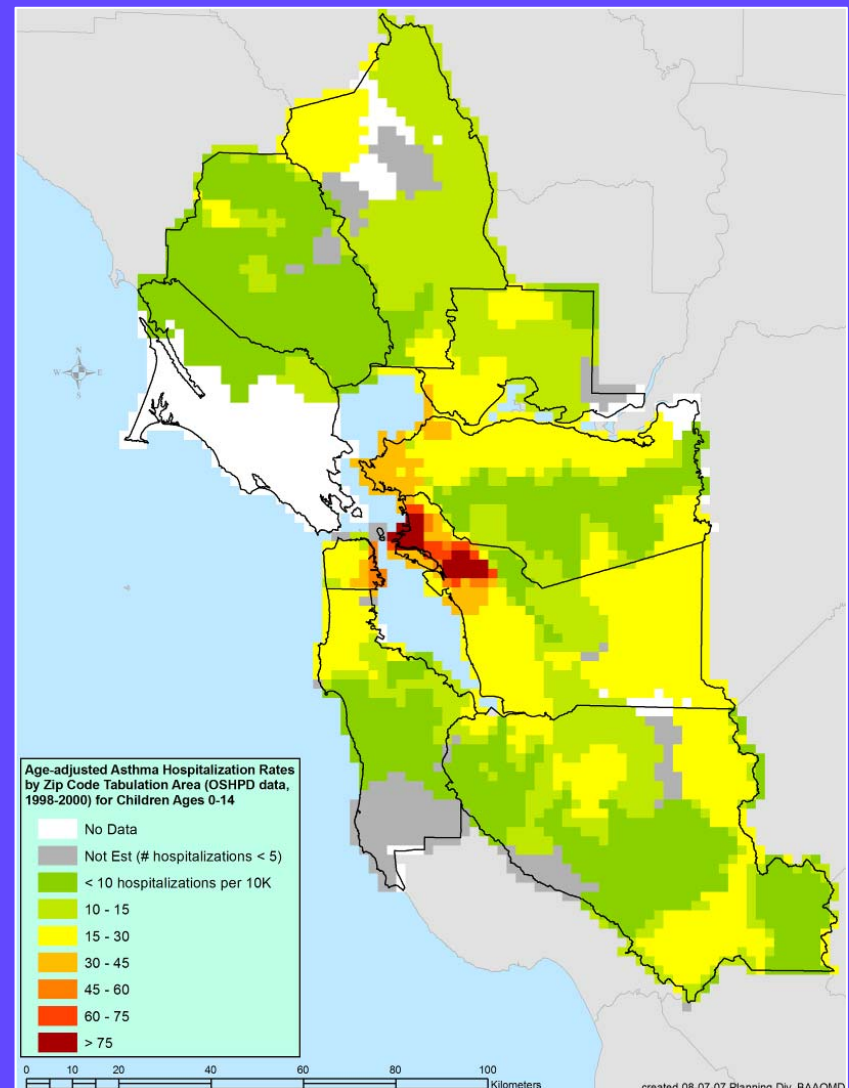 N
W E
S
Age-adjusted Asthma Hospitalization Rates
by Zip Code Tabulation Area (OSHPD data,
1998-2000) for Children Ages 0-14
No Data
Not Est (# hospitalizations < 5)
< 10 hospitalizations per 10K
10 - 15
15 - 30
30 - 45
45 - 60
60 - 75
> 75
0 20 40 60 80 100
Kilometers
created 08-07-07 Planning Div, BAAQMD